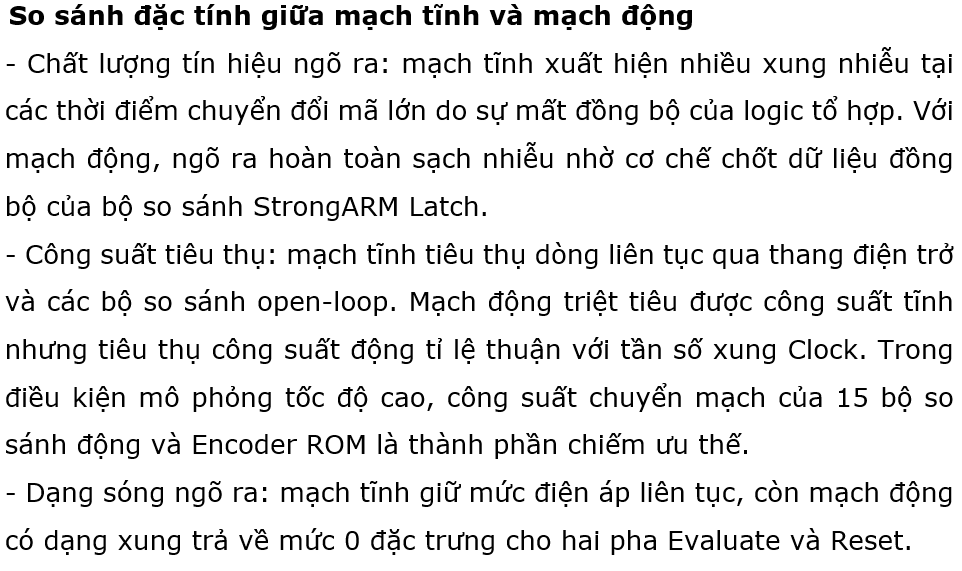 So sánh đặc tính giữa mạch tĩnh và mạch động
- Chất lượng tín hiệu ngõ ra: mạch tĩnh xuất hiện nhiều xung nhiễu tại
các thời điểm chuyển đổi mã lớn do sự mất đồng bộ của logic tổ hợp. Với
mạch động, ngõ ra hoàn toàn sạch nhiễu nhờ cơ chế chốt dữ liệu đồng
bộ của bộ so sánh StrongARM Latch.
- Công suất tiêu thụ: mạch tĩnh tiêu thụ dòng liên tục qua thang điện trở
và các bộ so sánh open-loop. Mạch động triệt tiêu được công suất tĩnh
nhưng tiêu thụ công suất động tỉ lệ thuận với tần số xung Clock. Trong
điều kiện mô phỏng tốc độ cao, công suất chuyển mạch của 15 bộ so
sánh động và Encoder ROM là thành phần chiếm ưu thế.
- Dạng sóng ngõ ra: mạch tĩnh giữ mức điện áp liên tục, còn mạch động
có dạng xung trả về mức 0 đặc trưng cho hai pha Evaluate và Reset.